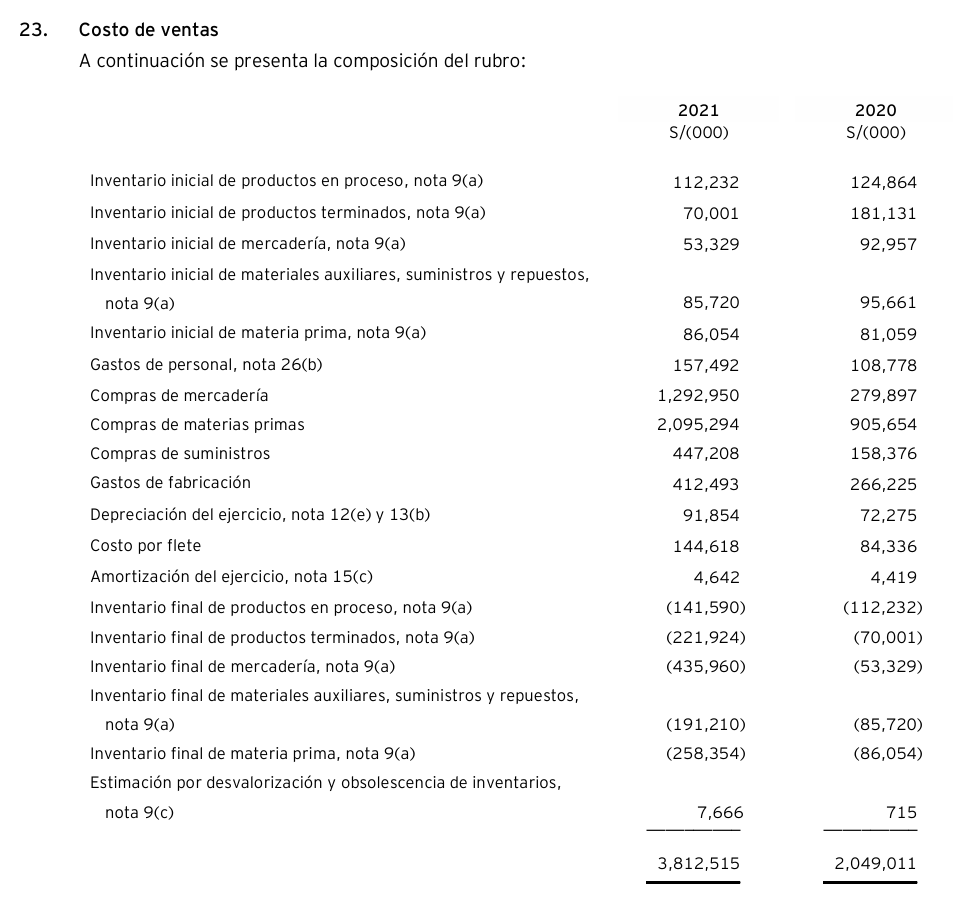 23. Costo de ventas
A continuación se presenta la composición del rubro:
2021 2020
S/(000) S/(000)
Inventario inicial de productos en proceso, nota 9(a) 112,232 124,864
Inventario inicial de productos terminados, nota 9(a) 70,001 181,131
Inventario inicial de mercadería, nota 9(a) 53,329 92,957
Inventario inicial de materiales auxiliares, suministros y repuestos,
nota 9(a) 85,720 95,661
Inventario inicial de materia prima, nota 9(a) 86,054 81,059
Gastos de personal, nota 26(b) 157,492 108,778
Compras de mercadería 1,292,950 279,897
Compras de materias primas 2,095,294 905,654
Compras de suministros 447,208 158,376
Gastos de fabricación 412,493 266,225
Depreciación del ejercicio, nota 12(e) y 13(b) 91,854 72,275
Costo por flete 144,618 84,336
Amortización del ejercicio, nota 15(c) 4,642 4,419
Inventario final de productos en proceso, nota 9(a) (141,590) (112,232)
Inventario final de productos terminados, nota 9(a) (221,924) (70,001)
Inventario final de mercadería, nota 9(a) (435,960) (53,329)
Inventario final de materiales auxiliares, suministros y repuestos,
nota 9(a) (191,210) (85,720)
Inventario final de materia prima, nota 9(a) (258,354) (86,054)
Estimación por desvalorización y obsolescencia de inventarios,
nota 9(c) 7,666 715
3,812,515 2,049,011